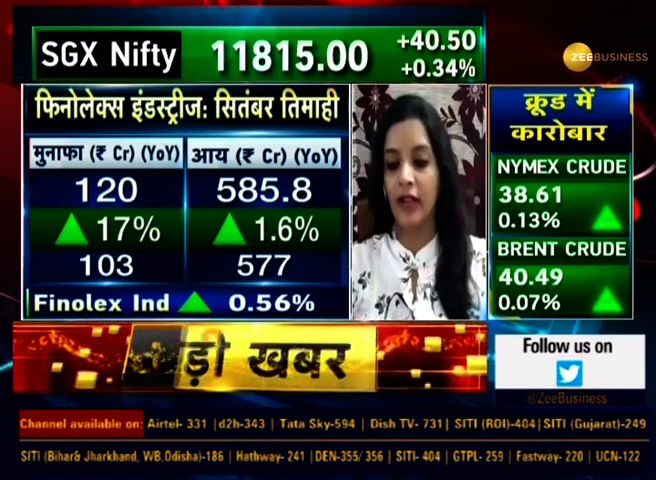 SGX Nifty 11815.00 +40.50
+0.34%
ZEE BUSINESS
फिनोलेक्स इंडस्ट्रीज: सितंबर तिमाही
मुनाफा (₹ Cr) (YoY) आय (₹ Cr) (YoY)
120 585.8
17% 1.6%
103 577
Finolex Ind 0.56%
क्रूड में
कारोबार
NYMEX CRUDE
38.61
0.13%
BRENT CRUDE
40.49
0.07%
ड़ी खबर
Follow us on
@ZeeBusiness
Channel available on: Airtel- 331 |d2h-343 | Tata Sky-594 | Dish TV- 731| SITI (ROI)-404| SITI (Gujarat)-249
SITI (Bihar& Jharkhand, WB,Odisha)-186 | Hathway- 241 |DEN-355/ 356 | SITI- 404 | GTPL- 259 | Fastway- 220 | UCN-122